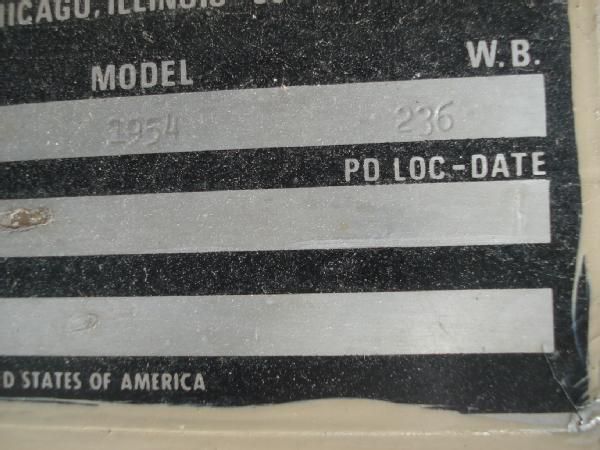 HICAGO, ILLINOIS
MODEL W.B.
1954 236
PD LOC-DATE
D STATES OF AMERICA